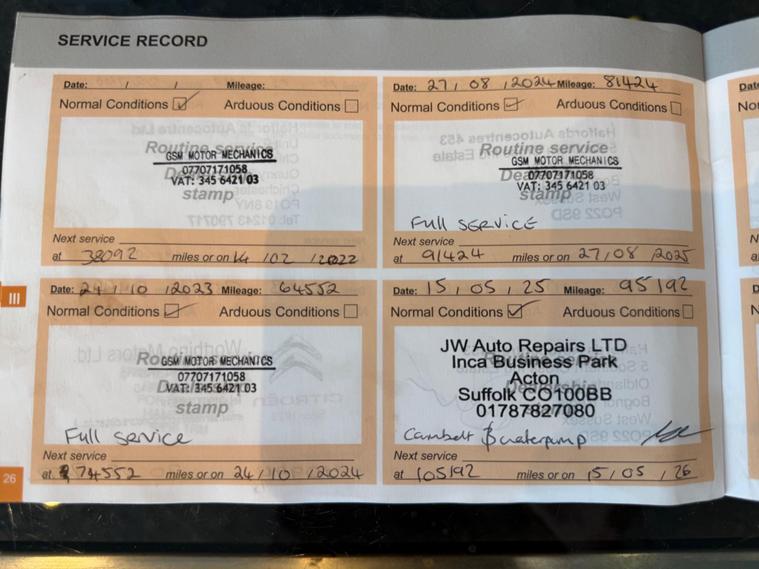 SERVICE RECORD
Date: / / Mileage:
Normal Conditions ☑ Arduous Conditions ☐
Routine service
GSM MOTOR MECHANICS
07707171058
VAT: 345 6421 03
stamp
Next service
at 38092 miles or on 14 / 02 / 2022
Date: 27 / 08 / 2024 Mileage: 81424
Normal Conditions ☑ Arduous Conditions ☐
Routine service
GSM MOTOR MECHANICS
07707171058
VAT: 345 6421 03
stamp
Full SERVICE
Next service
at 91424 miles or on 27 / 08 / 2025
III
Date: 24 / 10 / 2023 Mileage: 64552
Normal Conditions ☑ Arduous Conditions ☐
GSM MOTOR MECHANICS
07707171058
VAT: 345 6421 03
stamp
Full Service
Next service
at 74552 miles or on 24 / 10 / 2024
Date: 15 / 05 / 25 Mileage: 95192
Normal Conditions ☑ Arduous Conditions ☐
JW Auto Repairs LTD
Inca Business Park
Acton
Suffolk CO100BB
01787827080
Cambelt & waterpump
Next service
at 105192 miles or on 15 / 05 / 26
26